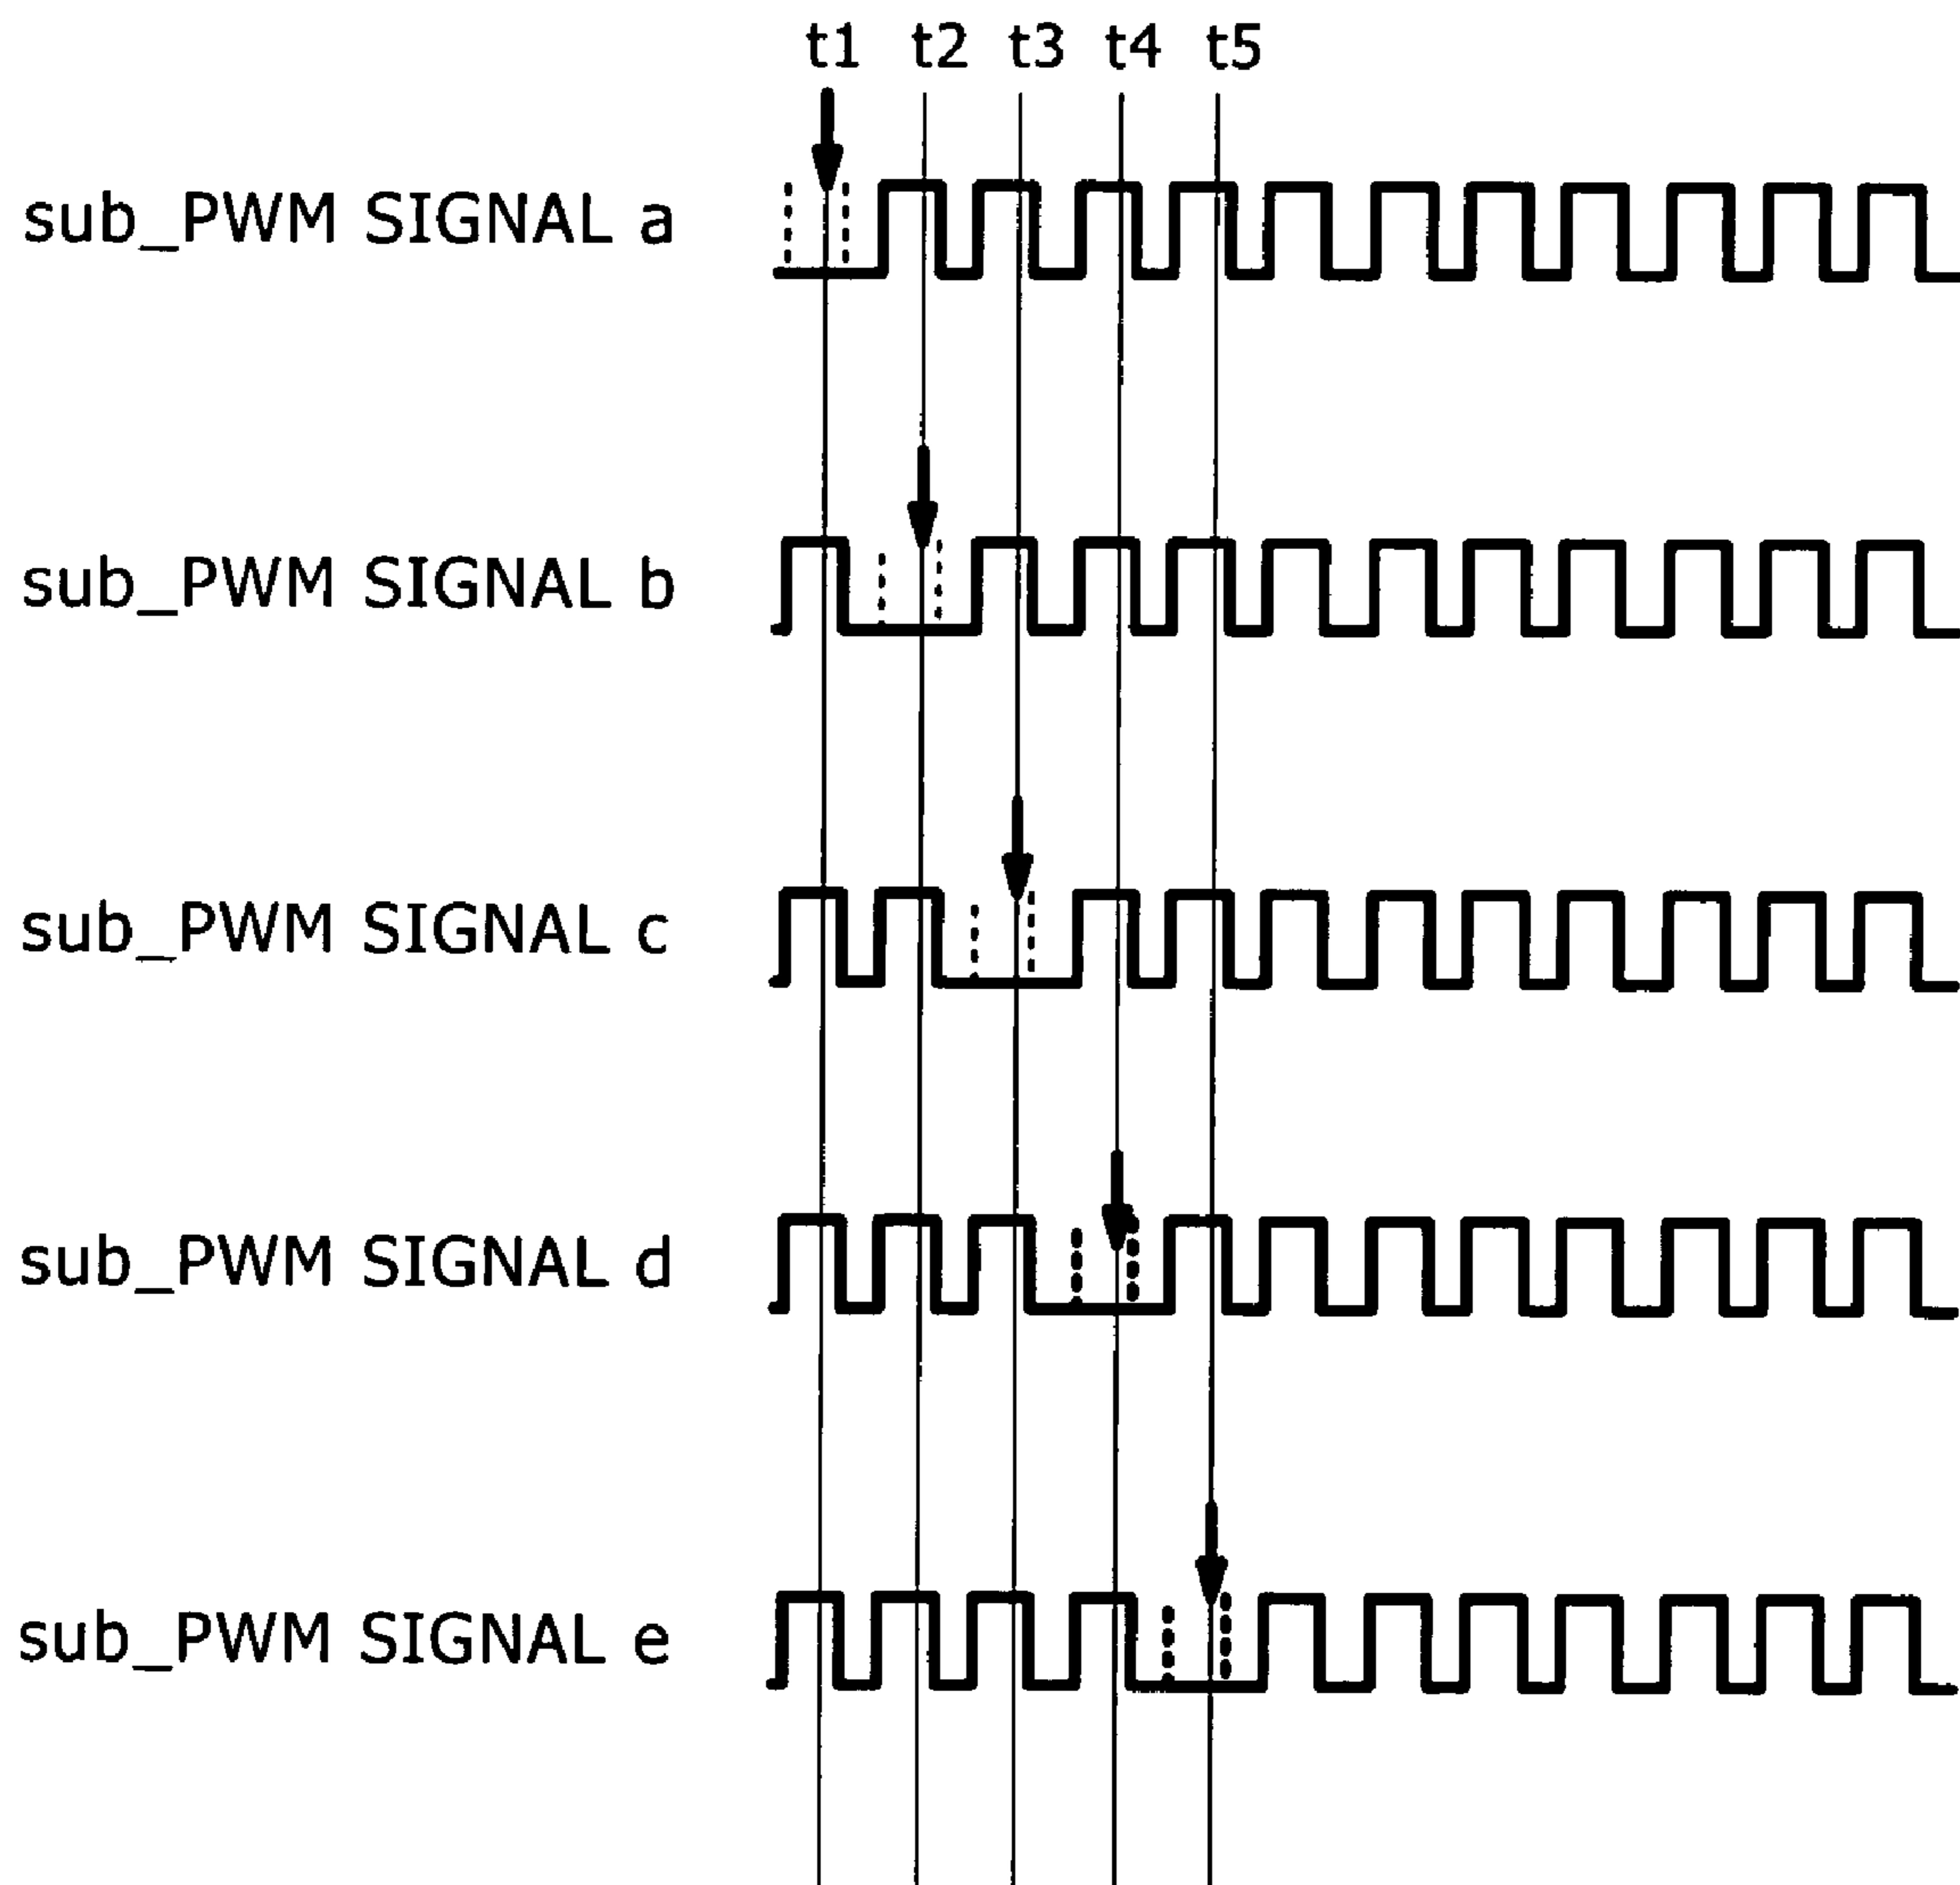 t1 t2 t3 t4 t5
sub_PWM SIGNAL a
sub_PWM SIGNAL b
sub_PWM SIGNAL c
sub_PWM SIGNAL d
sub_PWM SIGNAL e